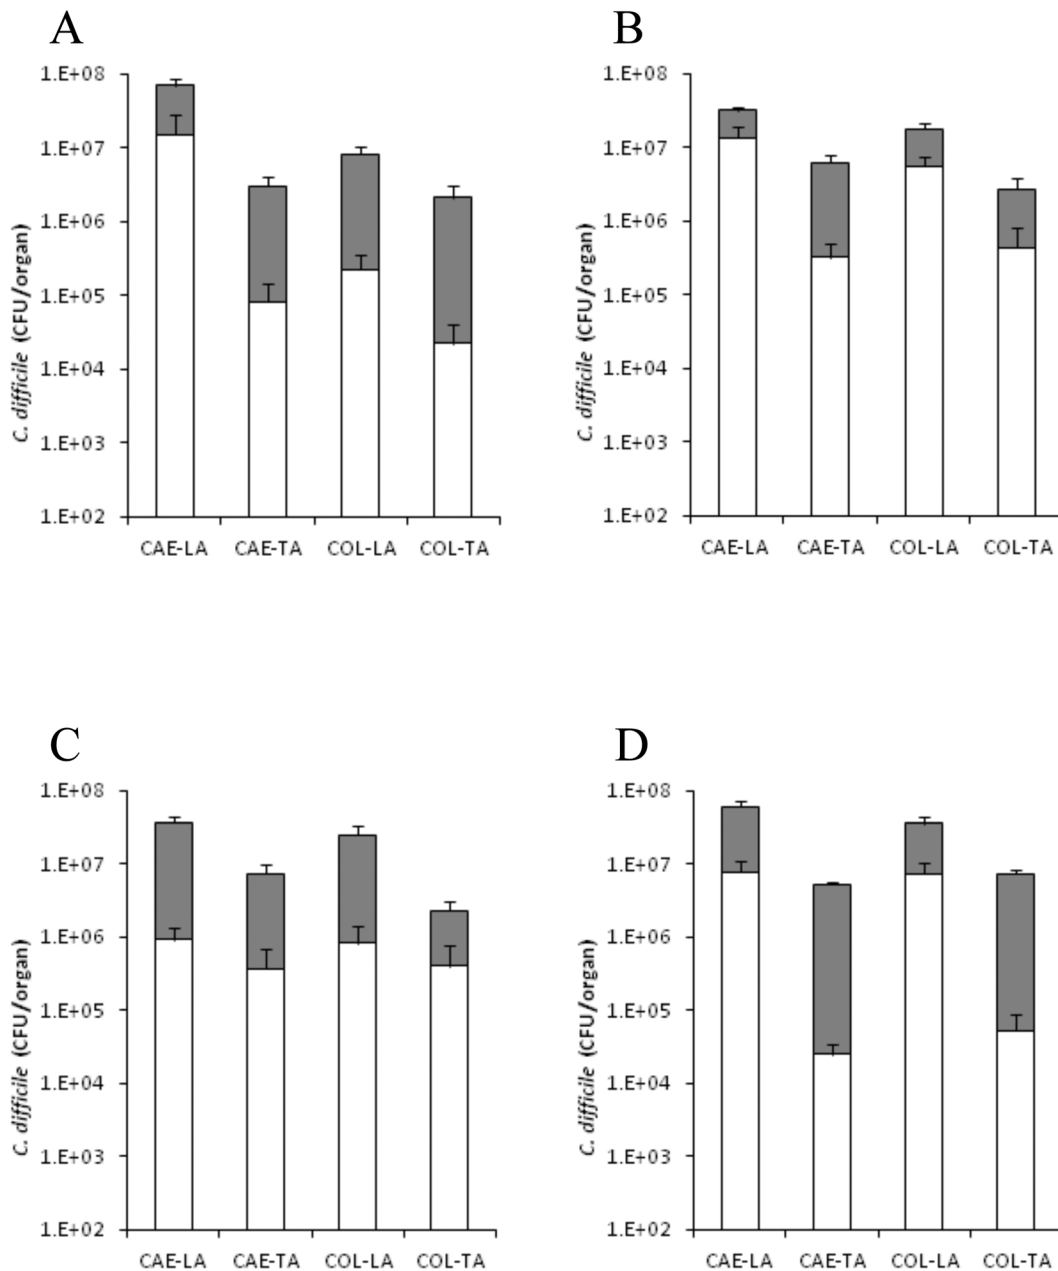 A
1.E+08
1.E+07
1.E+06
1.E+05
1.E+04
1.E+03
1.E+02
C. difficile (CFU/organ)
CAE-LA CAE-TA COL-LA COL-TA
B
1.E+08
1.E+07
1.E+06
1.E+05
1.E+04
1.E+03
1.E+02
C. difficile (CFU/organ)
CAE-LA CAE-TA COL-LA COL-TA
C
1.E+08
1.E+07
1.E+06
1.E+05
1.E+04
1.E+03
1.E+02
C. difficile (CFU/organ)
CAE-LA CAE-TA COL-LA COL-TA
D
1.E+08
1.E+07
1.E+06
1.E+05
1.E+04
1.E+03
1.E+02
C. difficile (CFU/organ)
CAE-LA CAE-TA COL-LA COL-TA